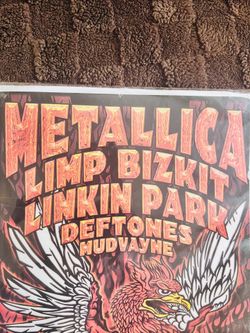 METALLICA
LIMP BIZKIT
LINKIN PARK
DEFTONES
MUDVAYNE